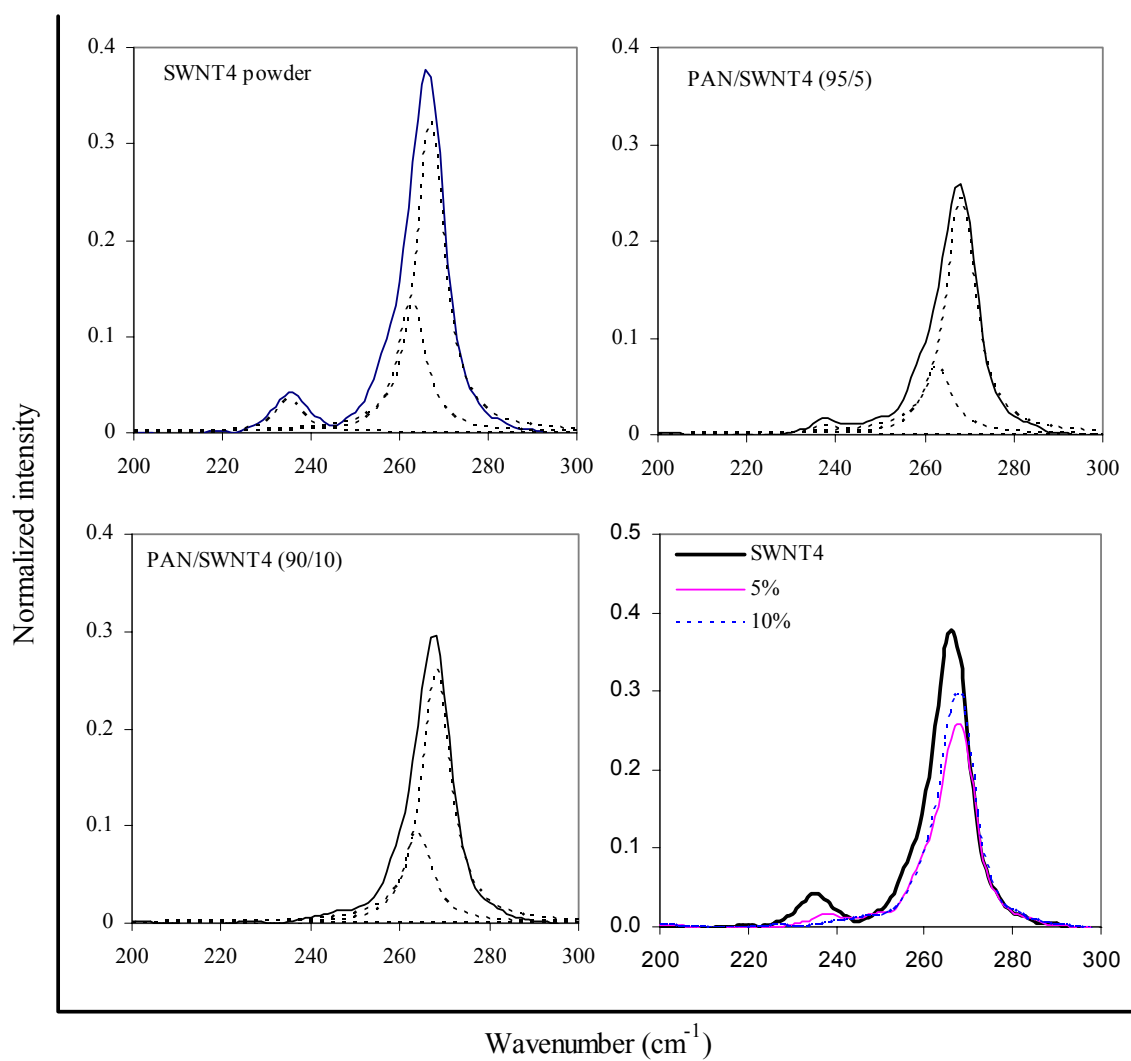 Normalized intensity
SWNT4 powder
0.4
0.3
0.2
0.1
0
200 220 240 260 280 300
PAN/SWNT4 (95/5)
0.4
0.3
0.2
0.1
0
200 220 240 260 280 300
PAN/SWNT4 (90/10)
0.4
0.3
0.2
0.1
0
200 220 240 260 280 300
SWNT4
5%
10%
0.5
0.4
0.3
0.2
0.1
0.0
200 220 240 260 280 300
Wavenumber (cm⁻¹)